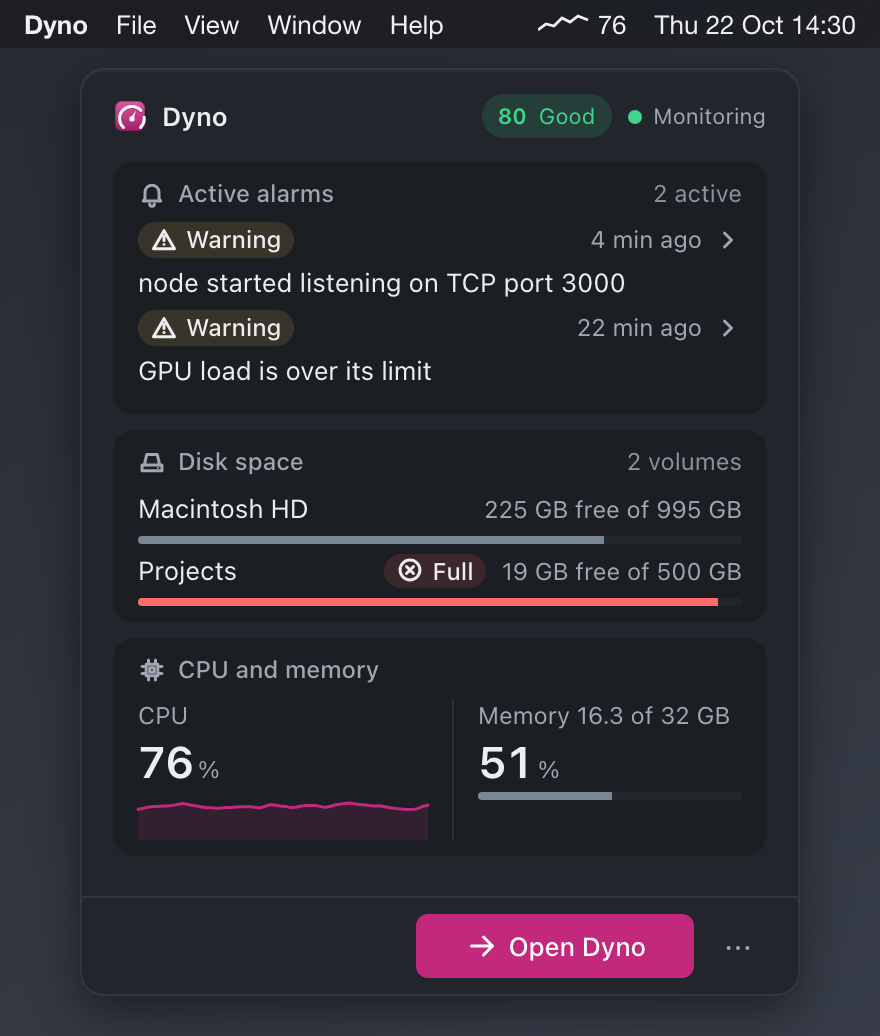 Dyno File View Window Help 76 Thu 22 Oct 14:30
Dyno 80 Good Monitoring
Active alarms 2 active
Warning 4 min ago
node started listening on TCP port 3000
Warning 22 min ago
GPU load is over its limit
Disk space 2 volumes
Macintosh HD 225 GB free of 995 GB
Projects Full 19 GB free of 500 GB
CPU and memory
CPU Memory 16.3 of 32 GB
76 % 51 %
Open Dyno ...